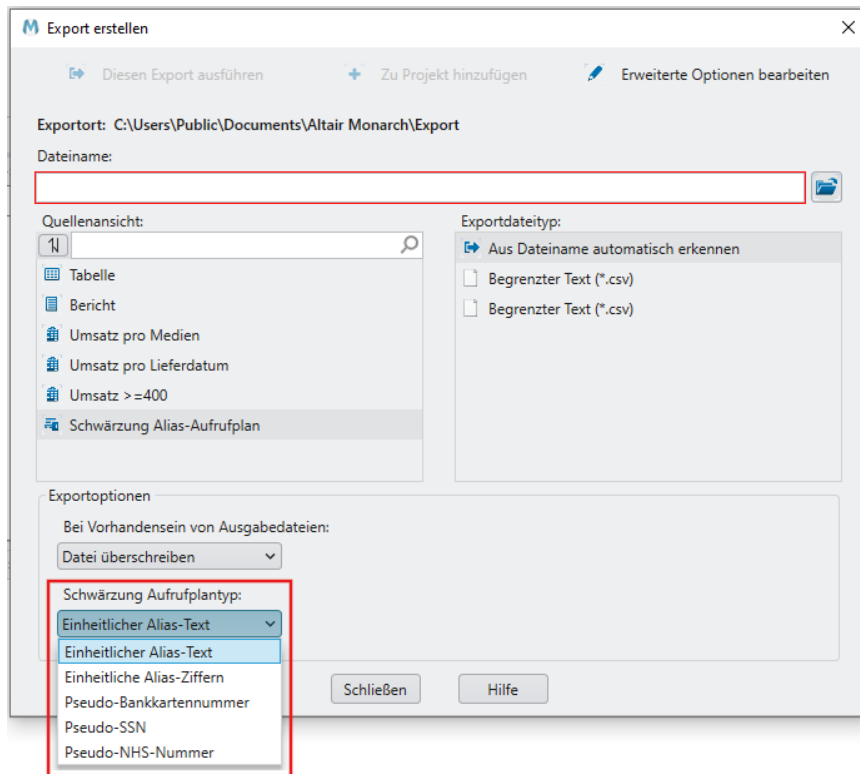 Export erstellen
Diesen Export ausführen
Zu Projekt hinzufügen
Erweiterte Optionen bearbeiten
Exportort: C:\Users\Public\Documents\Altair Monarch\Export
Dateiname:
Quellenansicht:
Tabelle
Bericht
Umsatz pro Medien
Umsatz pro Lieferdatum
Umsatz >=400
Schwärzung Alias-Aufrufplan
Exportdateityp:
Aus Dateiname automatisch erkennen
Begrenzter Text (*.csv)
Begrenzter Text (*.csv)
Exportoptionen
Bei Vorhandensein von Ausgabedateien:
Datei überschreiben
Schwärzung Aufrufplantyp:
Einheitlicher Alias-Text
Einheitlicher Alias-Text
Einheitliche Alias-Ziffern
Pseudo-Bankkartennummer
Pseudo-SSN
Pseudo-NHS-Nummer
Schließen
Hilfe